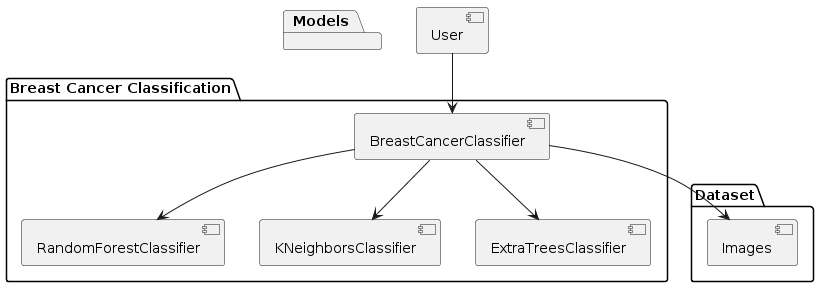 Models
User
Breast Cancer Classification
BreastCancerClassifier
Dataset
RandomForestClassifier
KNeighborsClassifier
ExtraTreesClassifier
Images